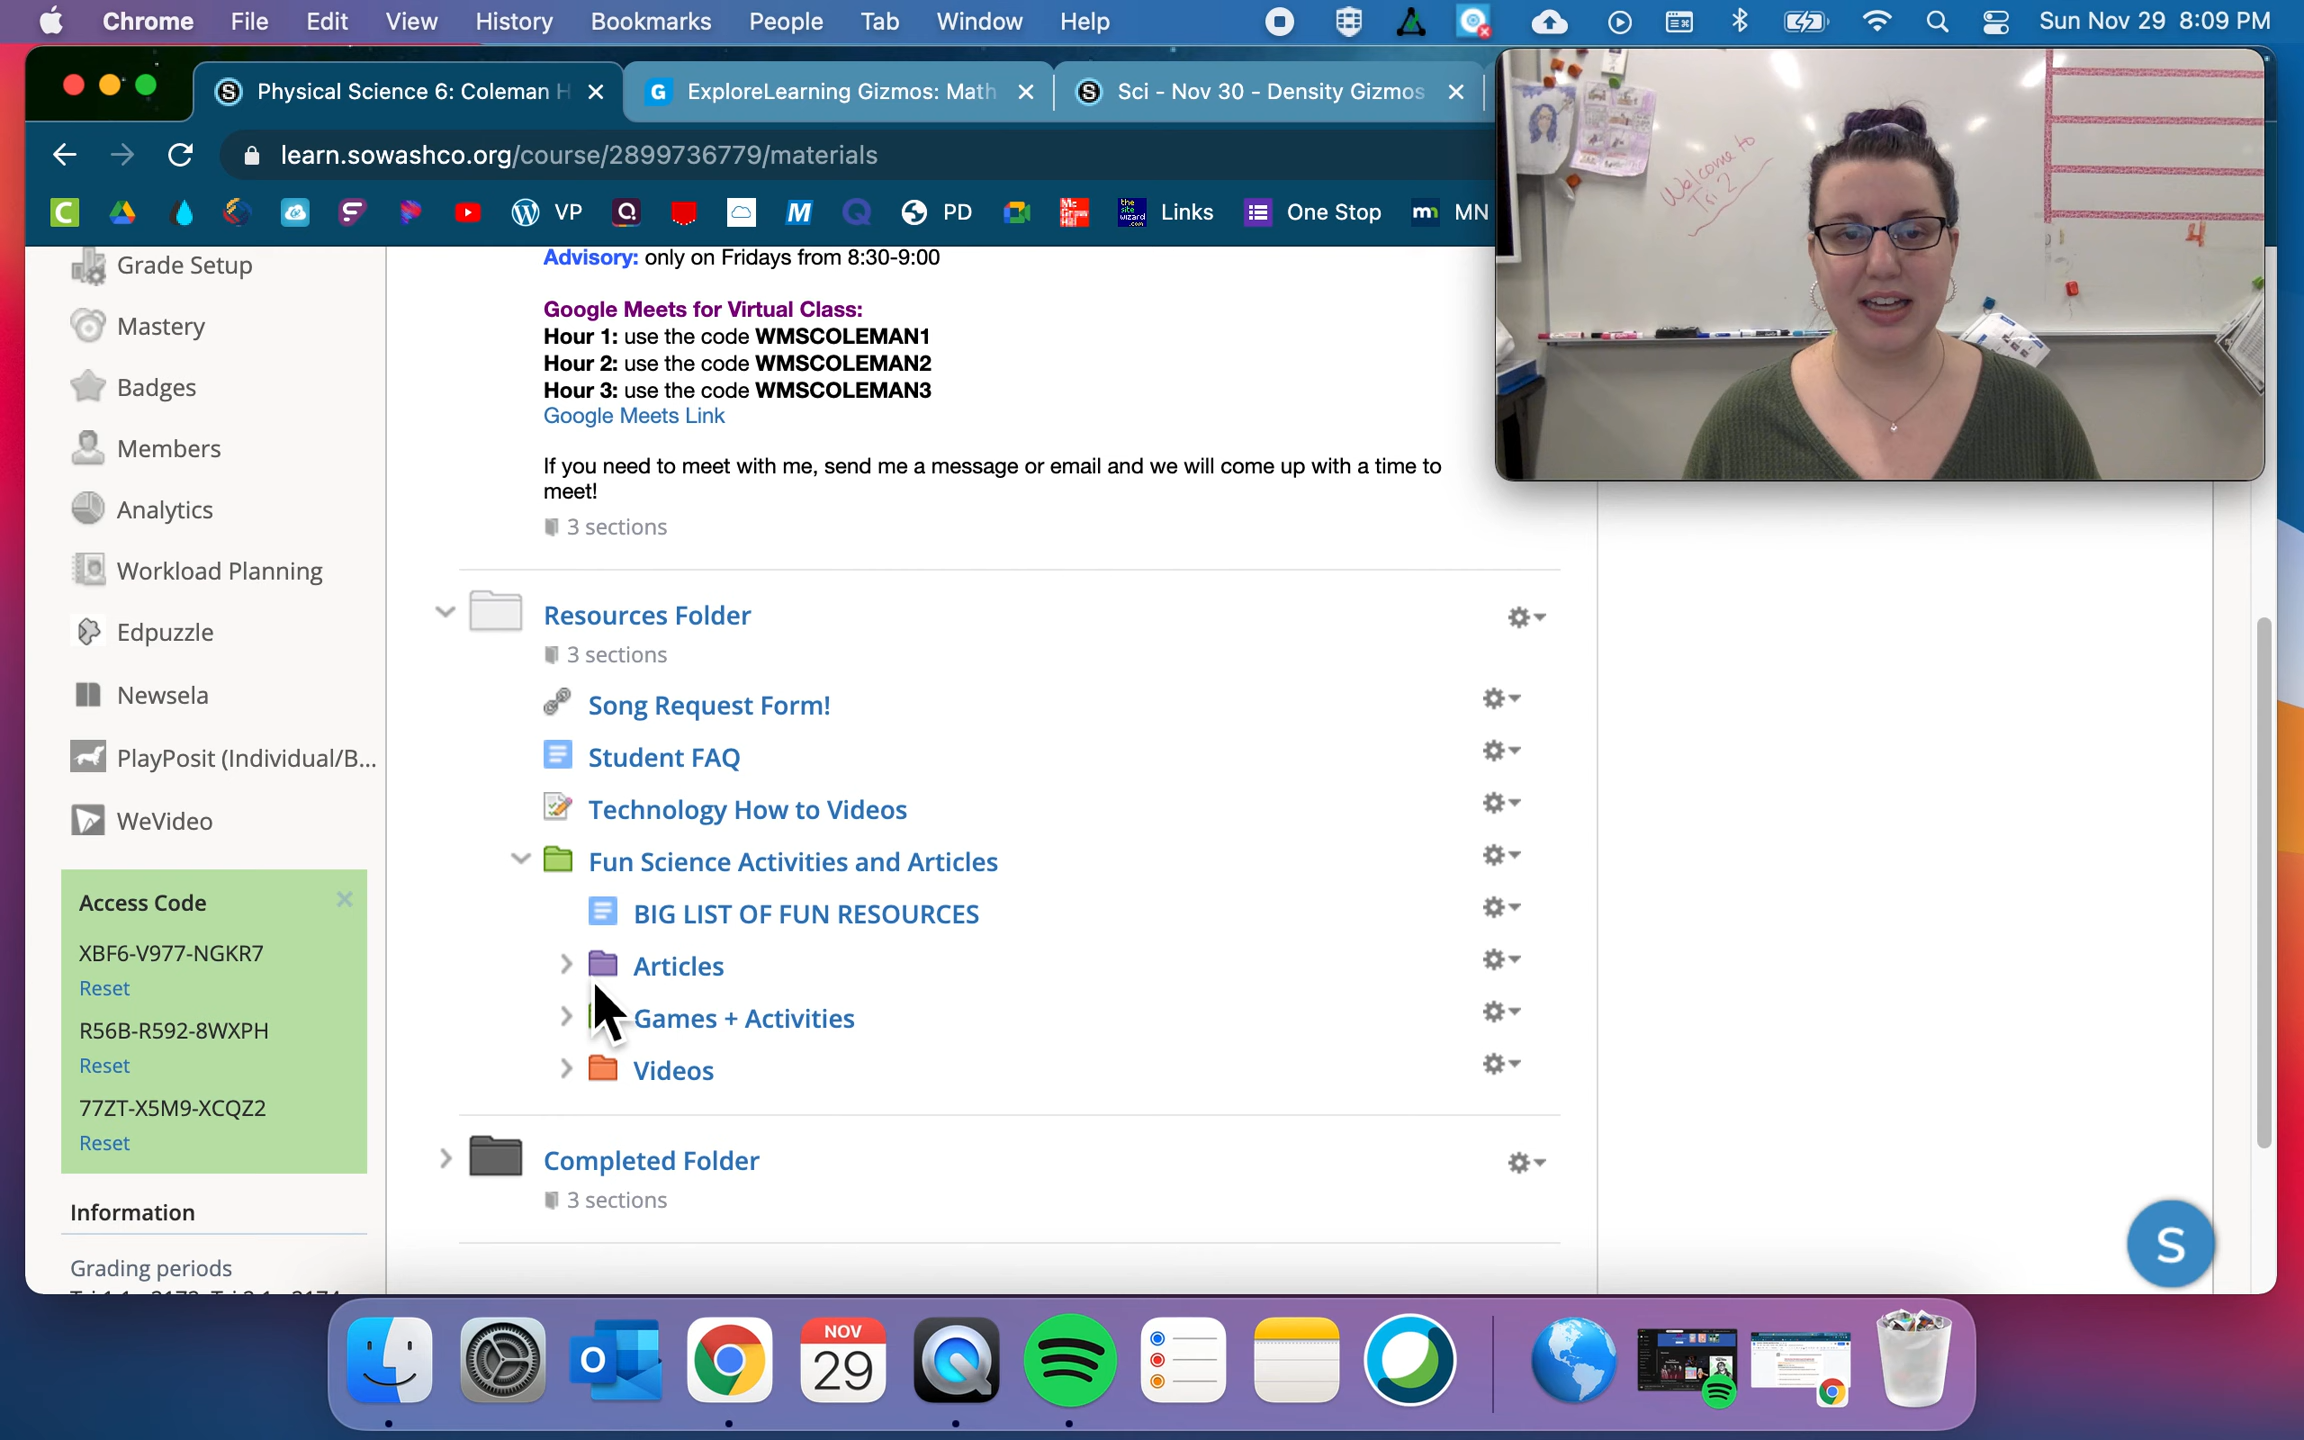 Chrome File Edit View History Bookmarks People Tab Window Help Sun Nov 29 8:09 PM
Physical Science 6: Coleman H
ExploreLearning Gizmos: Math
Sci - Nov 30 - Density Gizmos
learn.sowashco.org/course/2899736779/materials
VP PD Links One Stop MN
Welcome to
Tri 2
4
Grade Setup
Mastery
Badges
Members
Analytics
Workload Planning
Edpuzzle
Newsela
PlayPosit (Individual/B...
WeVideo
Access Code
XBF6-V977-NGKR7
Reset
R56B-R592-8WXPH
Reset
77ZT-X5M9-XCQZ2
Reset
Information
Grading periods
Advisory: only on Fridays from 8:30-9:00
Google Meets for Virtual Class:
Hour 1: use the code WMSCOLEMAN1
Hour 2: use the code WMSCOLEMAN2
Hour 3: use the code WMSCOLEMAN3
Google Meets Link
If you need to meet with me, send me a message or email and we will come up with a time to
meet!
3 sections
Resources Folder
3 sections
Song Request Form!
Student FAQ
Technology How to Videos
Fun Science Activities and Articles
BIG LIST OF FUN RESOURCES
Articles
Games + Activities
Videos
Completed Folder
3 sections
S
NOV
29